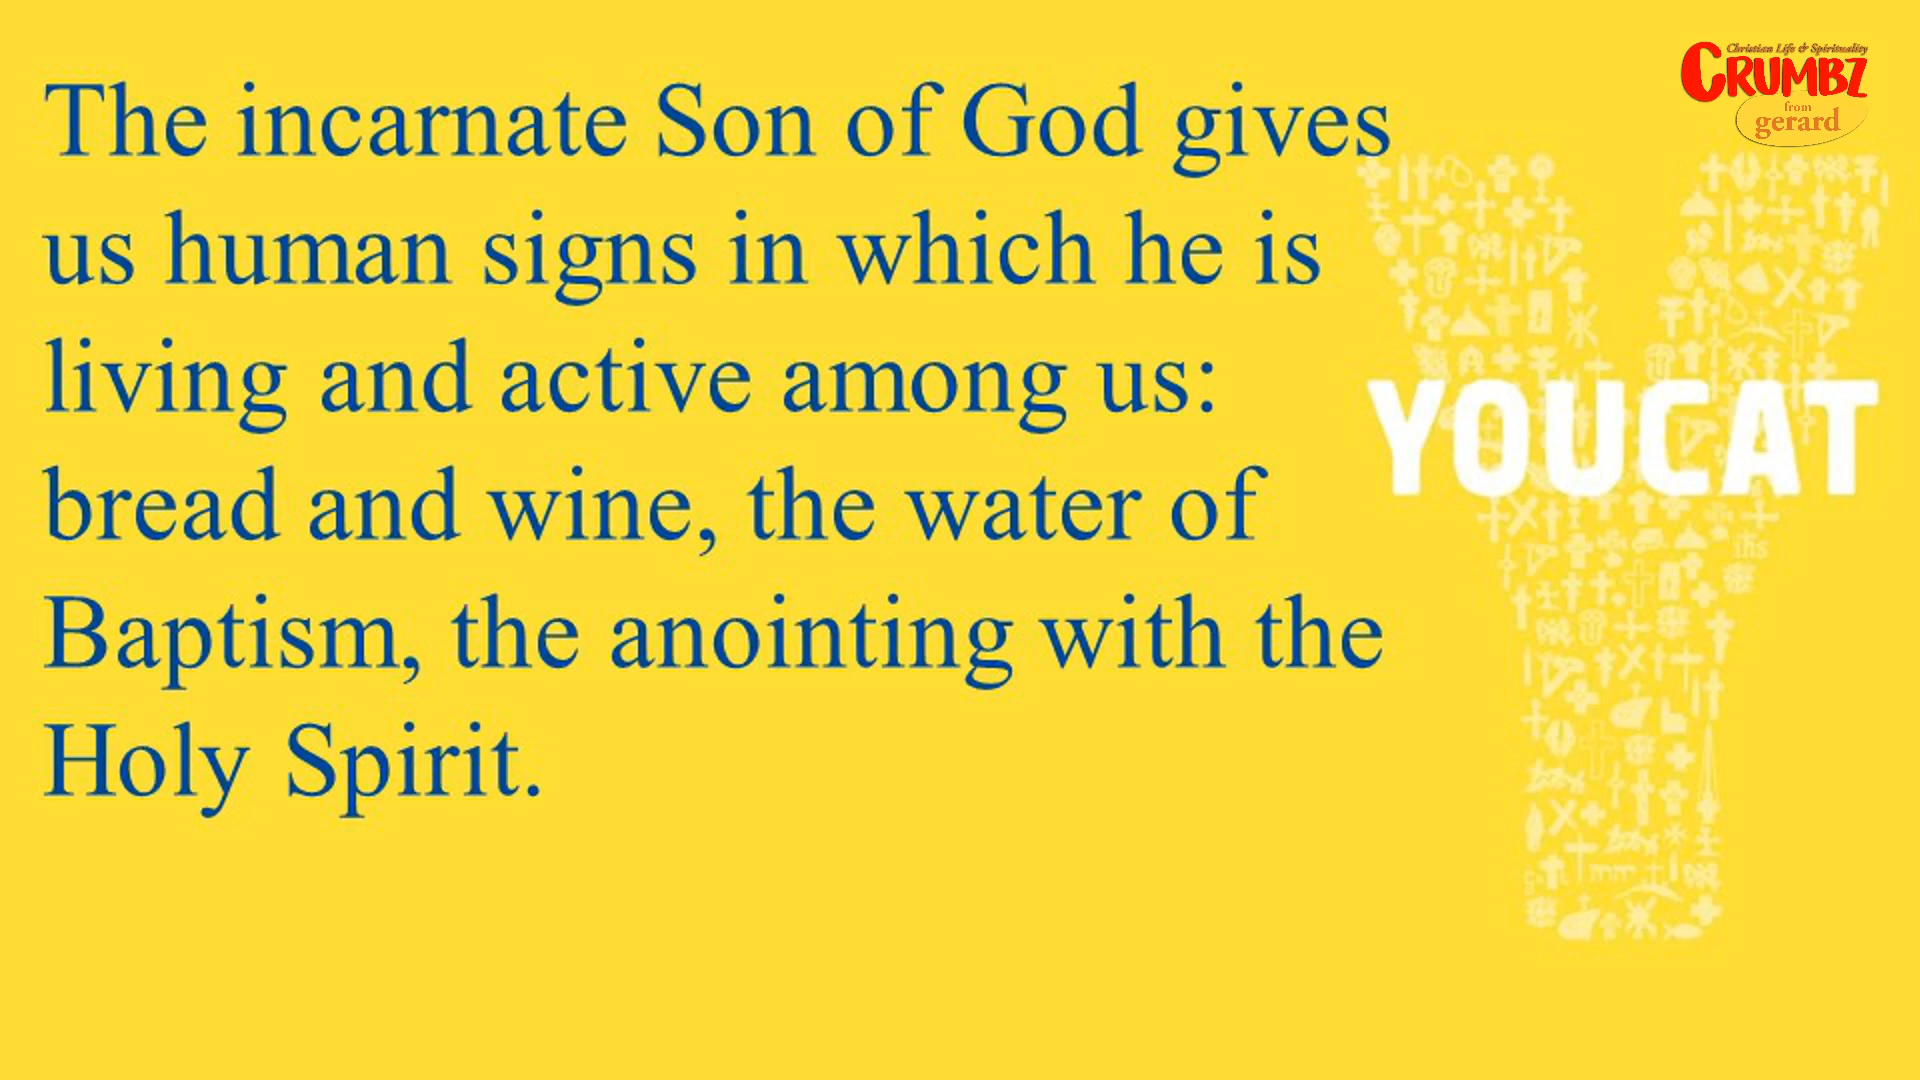 Christian Life & Spirituality
CRUMBZ
from
gerard
The incarnate Son of God gives
us human signs in which he is
living and active among us:
bread and wine, the water of
Baptism, the anointing with the
Holy Spirit.
YOUCAT
ihs